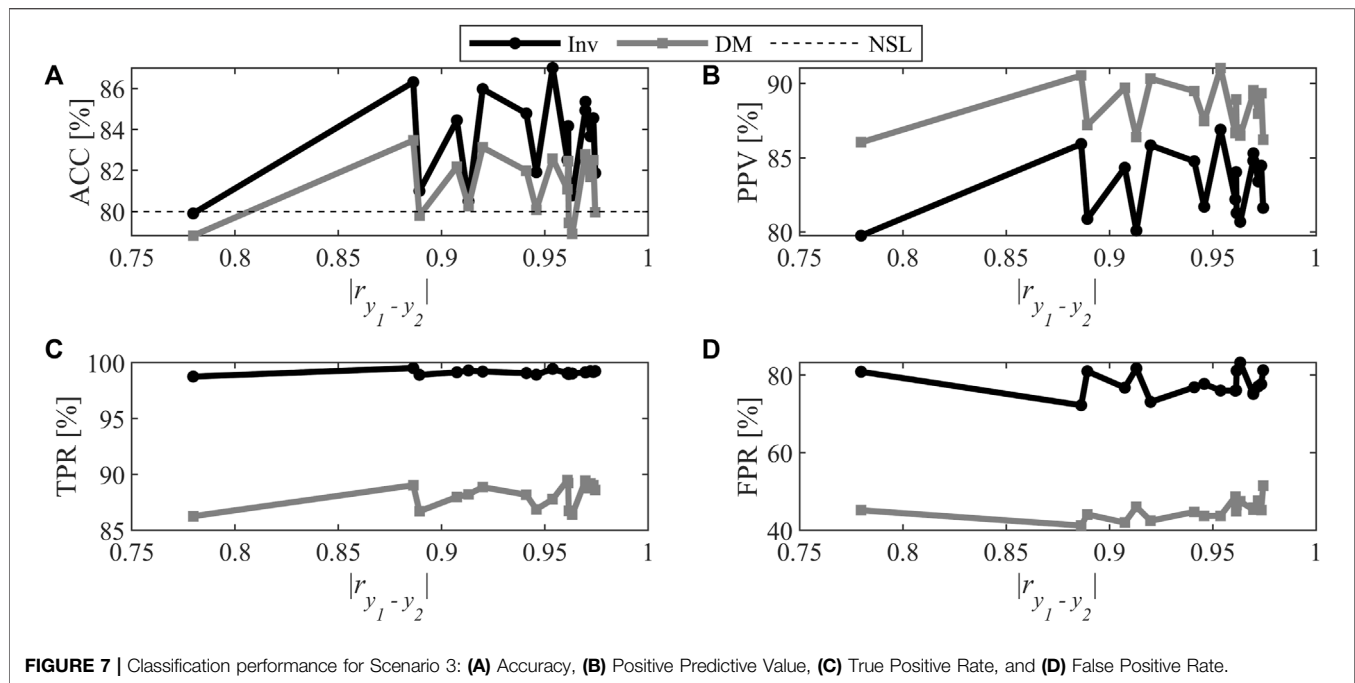 Inv DM NSL
A
ACC [%]
86
84
82
80
0.75 0.8 0.85 0.9 0.95 1
|r y1 - y2|
B
PPV [%]
90
85
80
0.75 0.8 0.85 0.9 0.95 1
|r y1 - y2|
C
TPR [%]
100
95
90
85
0.75 0.8 0.85 0.9 0.95 1
|r y1 - y2|
D
FPR [%]
80
60
40
0.75 0.8 0.85 0.9 0.95 1
|r y1 - y2|
FIGURE 7 | Classification performance for Scenario 3: (A) Accuracy, (B) Positive Predictive Value, (C) True Positive Rate, and (D) False Positive Rate.